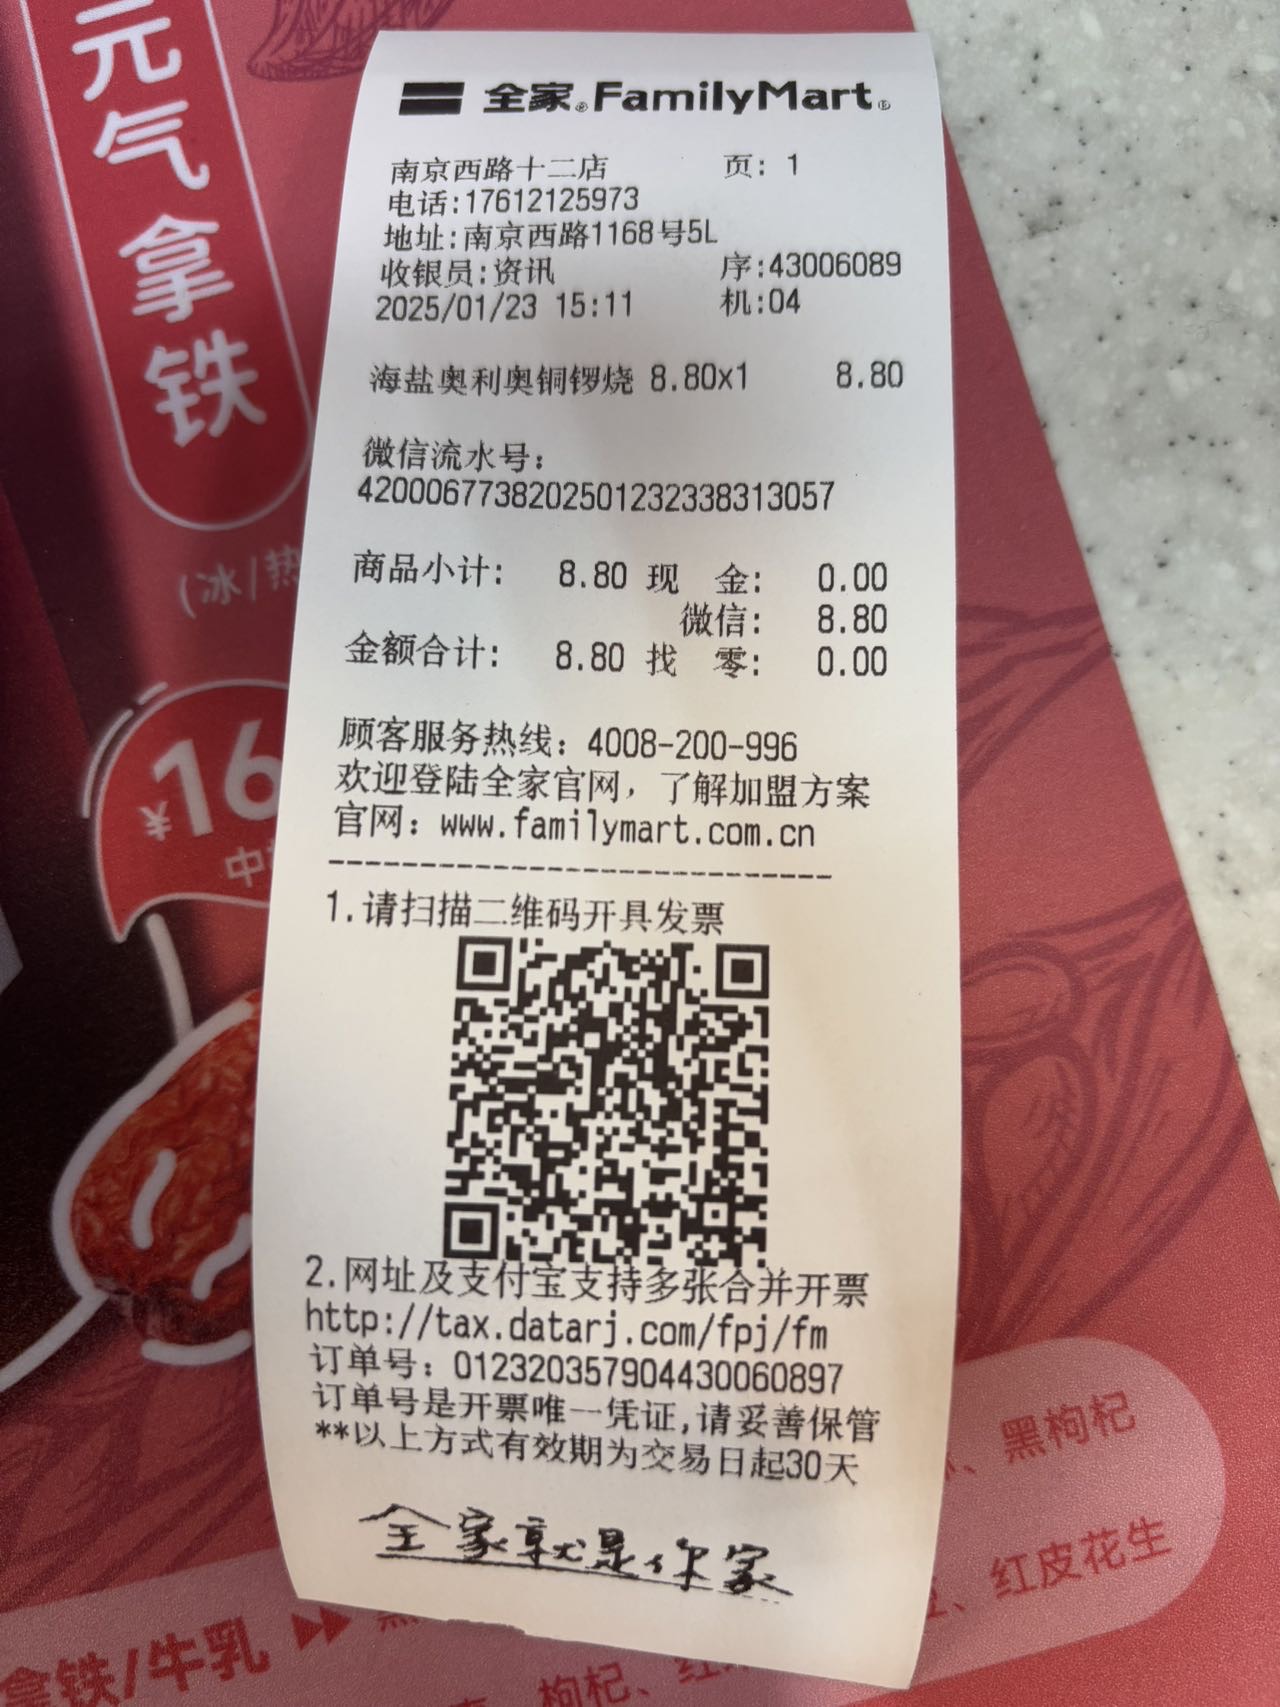 元气拿铁
(冰/热
¥16
全家®FamilyMart®
南京西路十二店 页: 1
电话:17612125973
地址:南京西路1168号5L
收银员:资讯 序:43006089
2025/01/23 15:11 机:04
海盐奥利奥铜锣烧 8.80x1 8.80
微信流水号:
4200067738202501232338313057
商品小计: 8.80 现 金: 0.00
微信: 8.80
金额合计: 8.80 找 零: 0.00
顾客服务热线: 4008-200-996
欢迎登陆全家官网,了解加盟方案
官网: www.familymart.com.cn
1.请扫描二维码开具发票
2.网址及支付宝支持多张合并开票
http://tax.datarj.com/fpj/fm
订单号: 012320357904430060897
订单号是开票唯一凭证,请妥善保管
**以上方式有效期为交易日起30天
全家就是你家
、黑枸杞
、红皮花生
拿铁/牛乳
枸杞、红